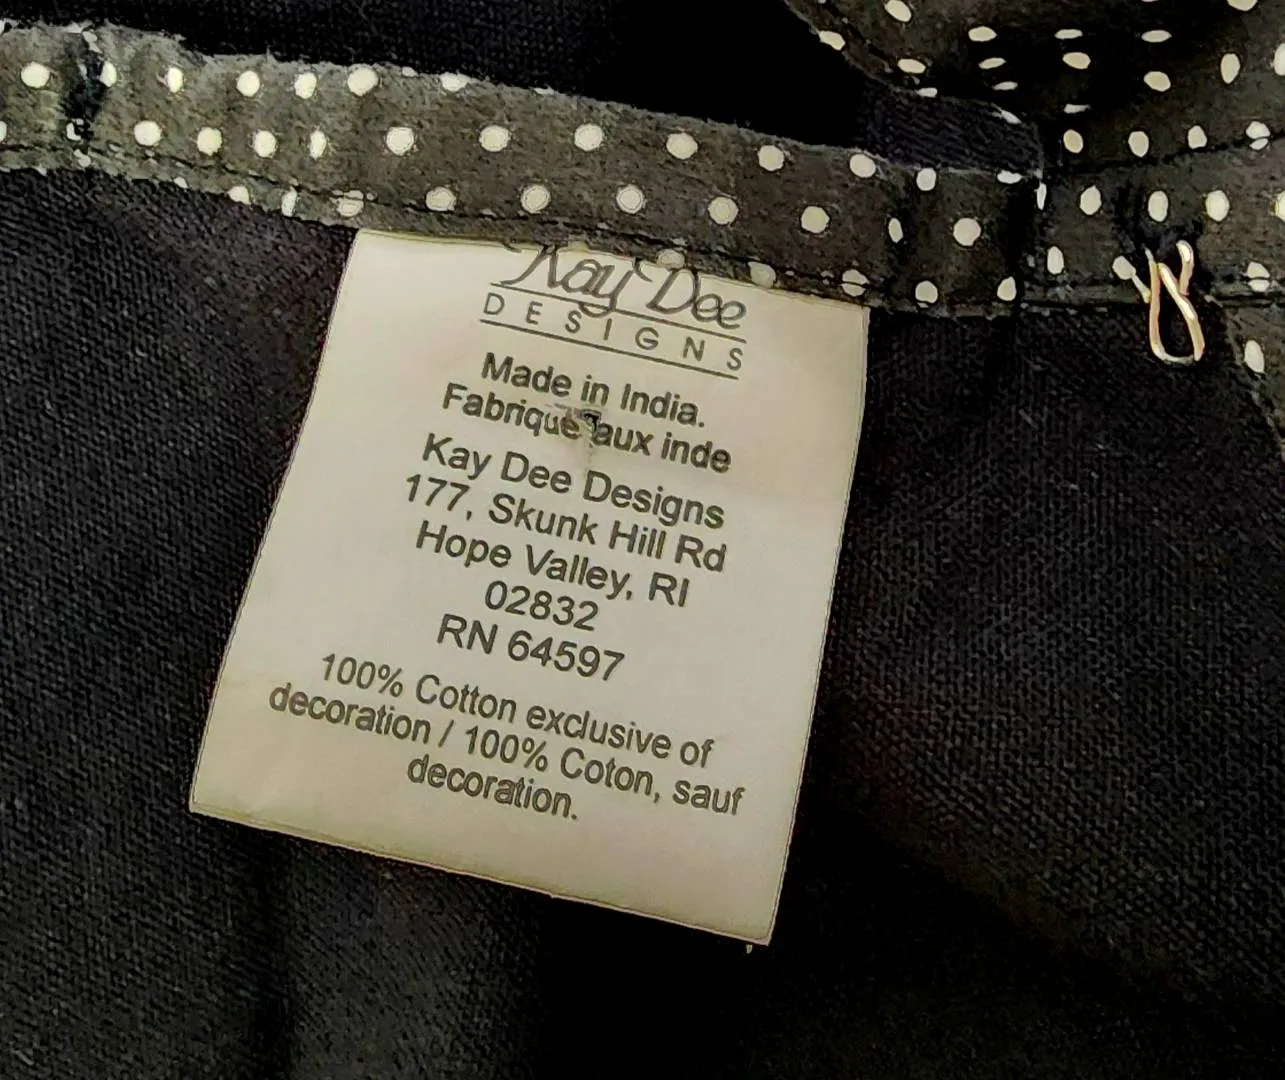 Kay Dee
DESIGNS
Made in India.
Fabrique aux inde
Kay Dee Designs
177, Skunk Hill Rd
Hope Valley, RI
02832
RN 64597
100% Cotton exclusive of
decoration / 100% Coton, sauf
decoration.